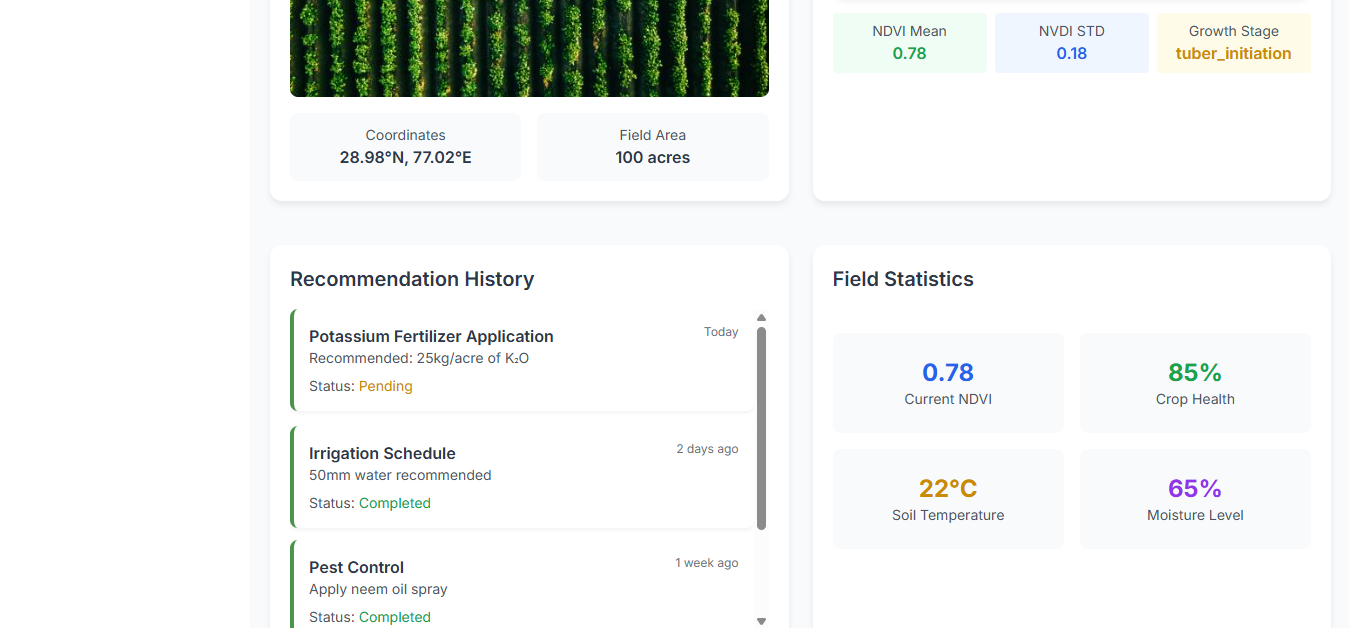 NDVI Mean
0.78
NVDI STD
0.18
Growth Stage
tuber_initiation
Coordinates
28.98°N, 77.02°E
Field Area
100 acres
Recommendation History
Potassium Fertilizer Application
Today
Recommended: 25kg/acre of K₂O
Status: Pending
Irrigation Schedule
2 days ago
50mm water recommended
Status: Completed
Pest Control
1 week ago
Apply neem oil spray
Status: Completed
Field Statistics
0.78
Current NDVI
85%
Crop Health
22°C
Soil Temperature
65%
Moisture Level